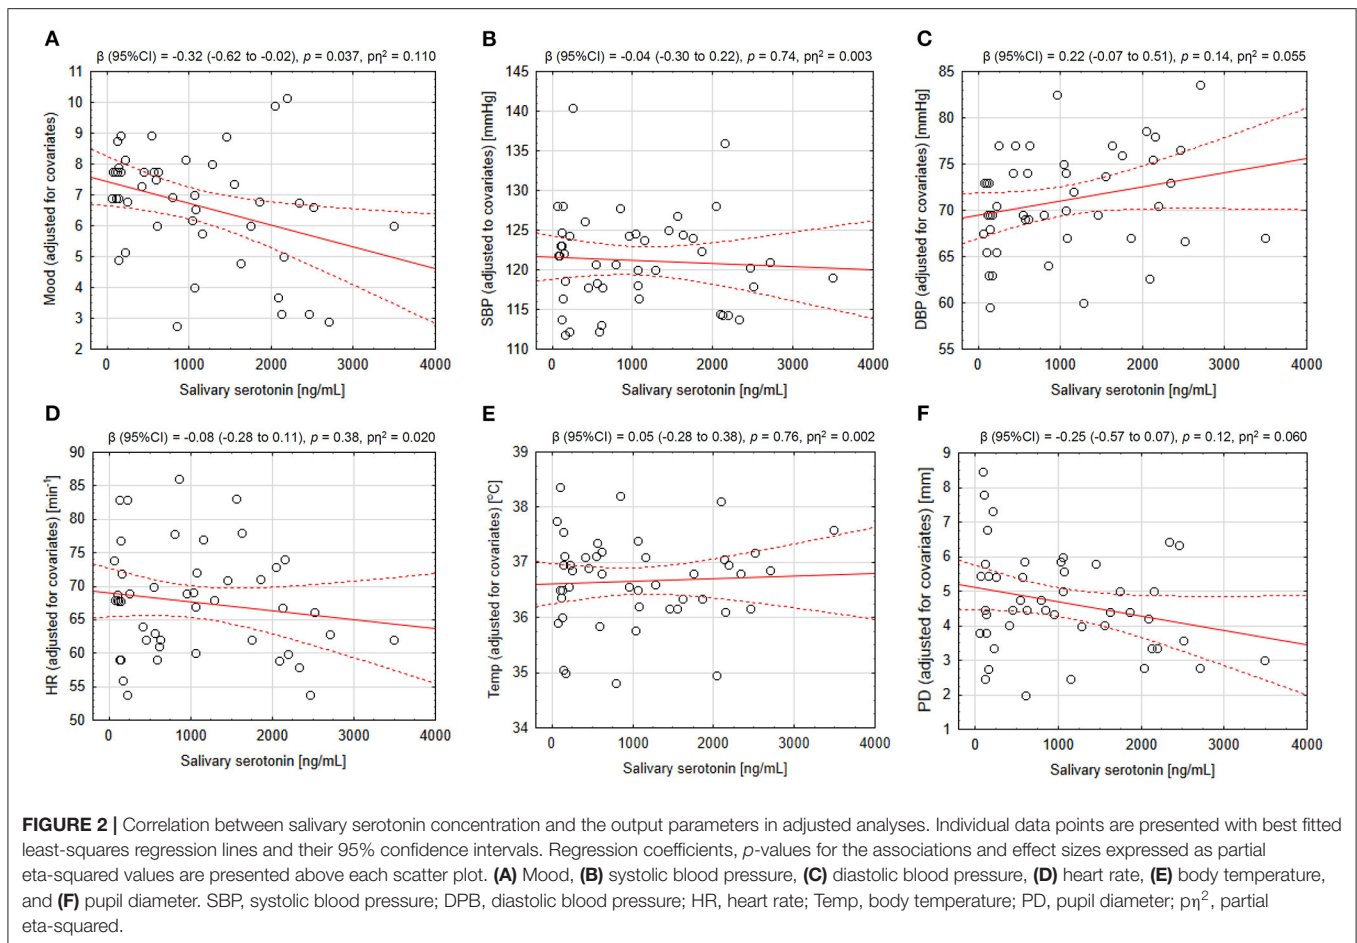 A
β (95%CI) = -0.32 (-0.62 to -0.02), p = 0.037, pη² = 0.110
11
10
9
8
7
6
5
4
3
2
Mood (adjusted for covariates)
0 1000 2000 3000 4000
Salivary serotonin [ng/mL]
B
β (95%CI) = -0.04 (-0.30 to 0.22), p = 0.74, pη² = 0.003
145
140
135
130
125
120
115
110
SBP (adjusted to covariates) [mmHg]
0 1000 2000 3000 4000
Salivary serotonin [ng/mL]
C
β (95%CI) = 0.22 (-0.07 to 0.51), p = 0.14, pη² = 0.055
85
80
75
70
65
60
55
DBP (adjusted for covariates) [mmHg]
0 1000 2000 3000 4000
Salivary serotonin [ng/mL]
D
β (95%CI) = -0.08 (-0.28 to 0.11), p = 0.38, pη² = 0.020
90
85
80
75
70
65
60
55
50
HR (adjusted for covariates) [min⁻¹]
0 1000 2000 3000 4000
Salivary serotonin [ng/mL]
E
β (95%CI) = 0.05 (-0.28 to 0.38), p = 0.76, pη² = 0.002
39
38
37
36
35
34
Temp (adjusted for covariates) [°C]
0 1000 2000 3000 4000
Salivary serotonin [ng/mL]
F
β (95%CI) = -0.25 (-0.57 to 0.07), p = 0.12, pη² = 0.060
9
8
7
6
5
4
3
2
1
PD (adjusted for covariates) [mm]
0 1000 2000 3000 4000
Salivary serotonin [ng/mL]
FIGURE 2 | Correlation between salivary serotonin concentration and the output parameters in adjusted analyses. Individual data points are presented with best fitted
least-squares regression lines and their 95% confidence intervals. Regression coefficients, p-values for the associations and effect sizes expressed as partial
eta-squared values are presented above each scatter plot. (A) Mood, (B) systolic blood pressure, (C) diastolic blood pressure, (D) heart rate, (E) body temperature,
and (F) pupil diameter. SBP, systolic blood pressure; DPB, diastolic blood pressure; HR, heart rate; Temp, body temperature; PD, pupil diameter; pη², partial
eta-squared.